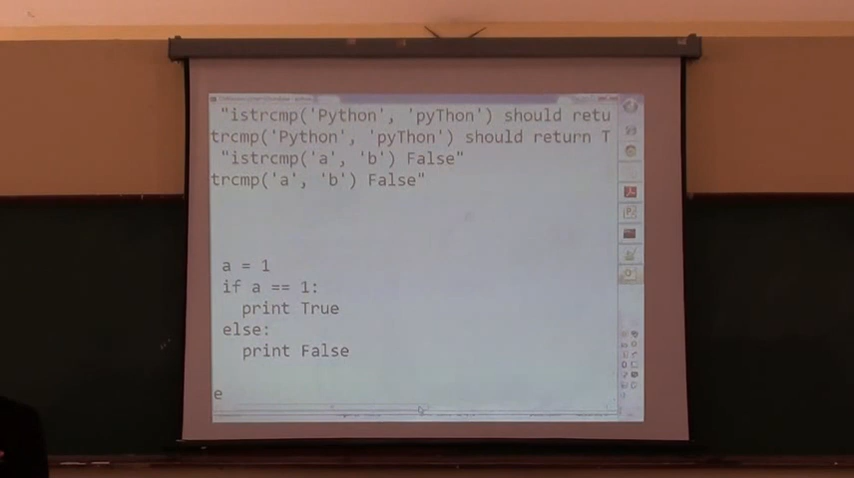 "istrcmp('Python', 'pyThon') should retu
trcmp('Python', 'pyThon') should return T
"istrcmp('a', 'b') False"
trcmp('a', 'b') False"
a = 1
if a == 1:
print True
else:
print False
e